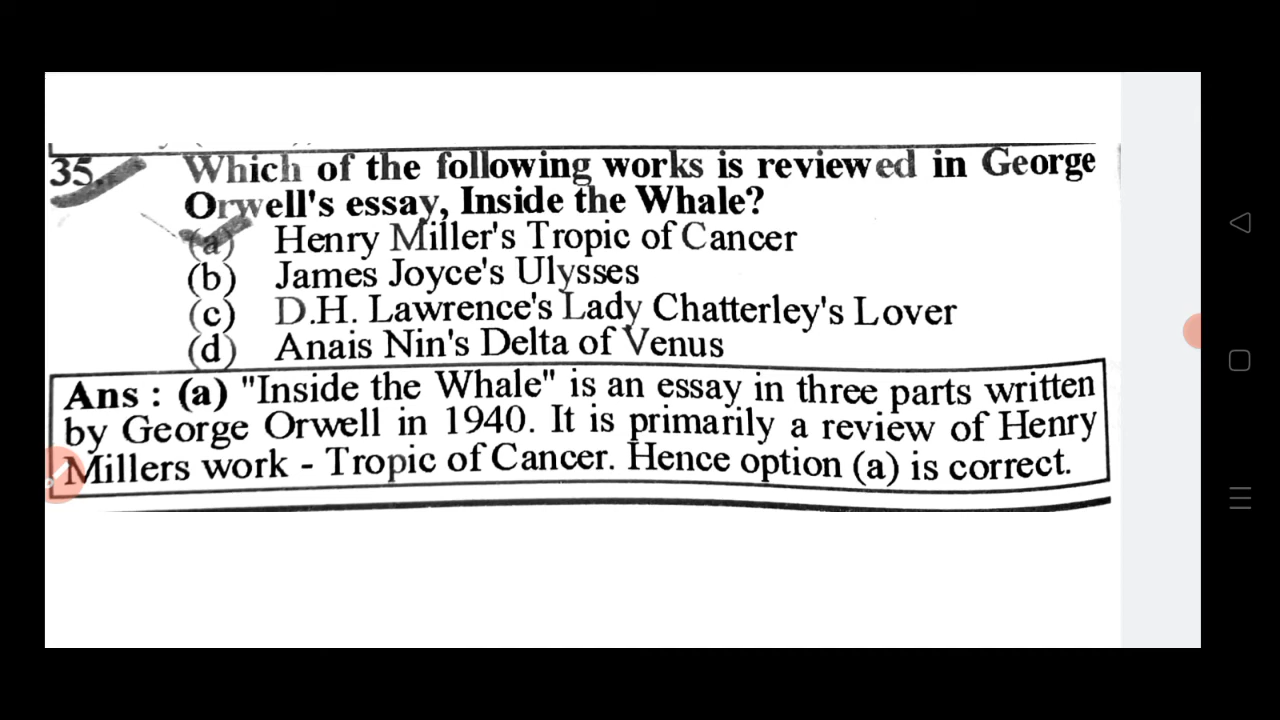 35. Which of the following works is reviewed in George
Orwell's essay, Inside the Whale?
(a) Henry Miller's Tropic of Cancer
(b) James Joyce's Ulysses
(c) D.H. Lawrence's Lady Chatterley's Lover
(d) Anais Nin's Delta of Venus
Ans : (a) "Inside the Whale" is an essay in three parts written
by George Orwell in 1940. It is primarily a review of Henry
Millers work - Tropic of Cancer. Hence option (a) is correct.